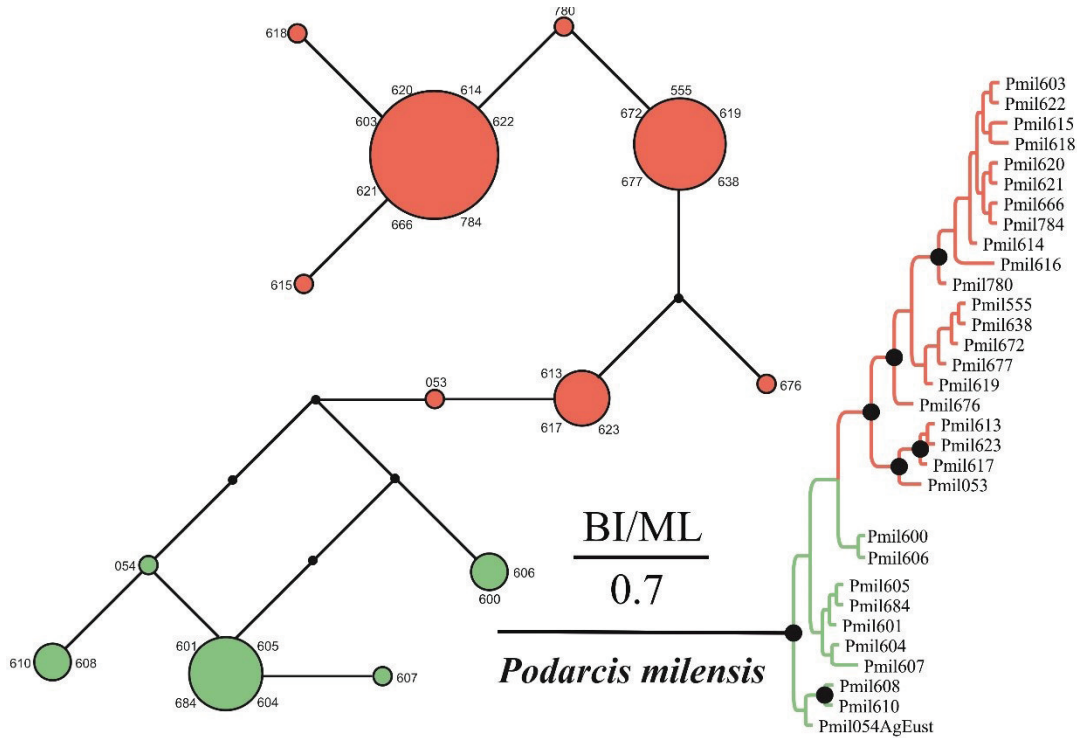 780
618
620
614
603
622
621
666
784
615
555
672
619
677
638
613
617
623
676
053
054
606
600
610
608
601
605
684
604
607
BI/ML
0.7
Podarcis milensis
Pmil603
Pmil622
Pmil615
Pmil618
Pmil620
Pmil621
Pmil666
Pmil784
Pmil614
Pmil616
Pmil780
Pmil555
Pmil638
Pmil672
Pmil677
Pmil619
Pmil676
Pmil613
Pmil623
Pmil617
Pmil053
Pmil600
Pmil606
Pmil605
Pmil684
Pmil601
Pmil604
Pmil607
Pmil608
Pmil610
Pmil054AgEust